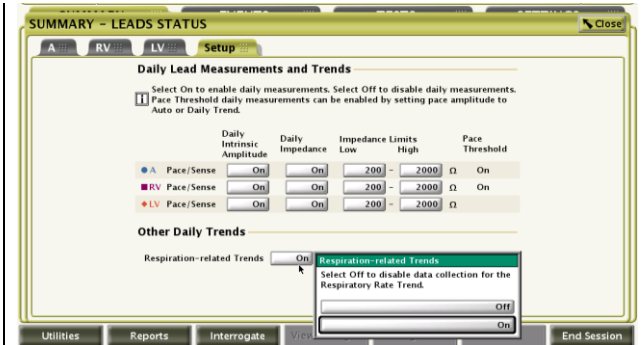 SUMMARY - LEADS STATUS
Close
A RV LV Setup
Daily Lead Measurements and Trends
Select On to enable daily measurements. Select Off to disable daily measurements.
i Pace Threshold daily measurements can be enabled by setting pace amplitude to
Auto or Daily Trend.
Daily
Intrinsic
Amplitude
Daily
Impedance
Impedance Limits
Low High
Pace
Threshold
A Pace/Sense On On 200 - 2000 Ω On
RV Pace/Sense On On 200 - 2000 Ω On
LV Pace/Sense On On 200 - 2000 Ω
Other Daily Trends
Respiration-related Trends On
Respiration-related Trends
Select Off to disable data collection for the
Respiratory Rate Trend.
Off
On
Utilities Reports Interrogate End Session